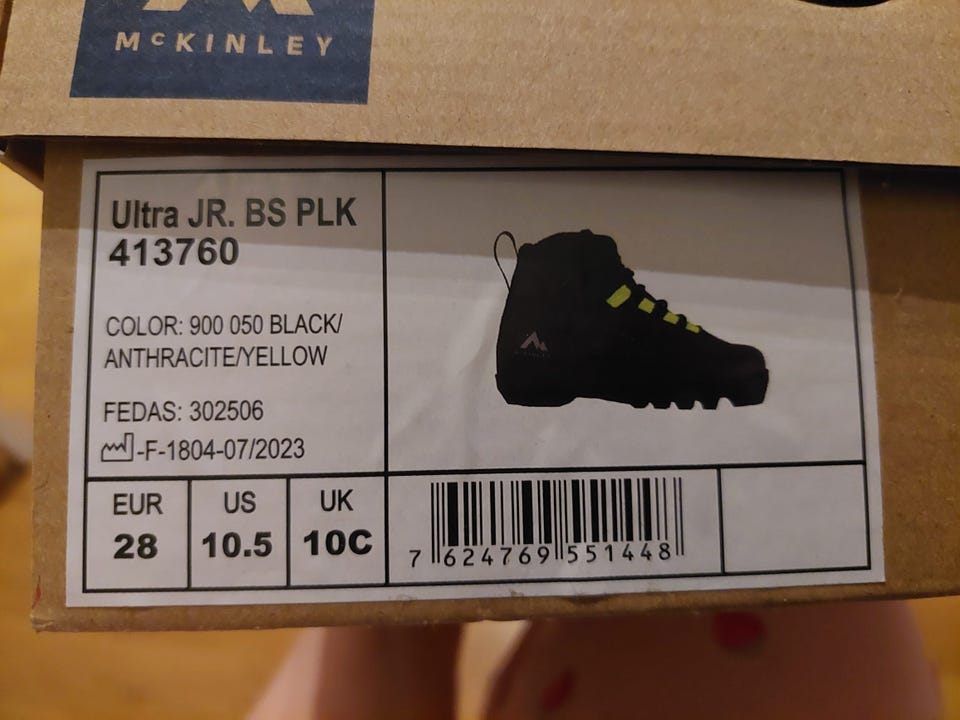 McKINLEY
Ultra JR. BS PLK
413760
COLOR: 900 050 BLACK/
ANTHRACITE/YELLOW
FEDAS: 302506
-F-1804-07/2023
McKINLEY
EUR US UK
28 10.5 10C
7 624769 551448